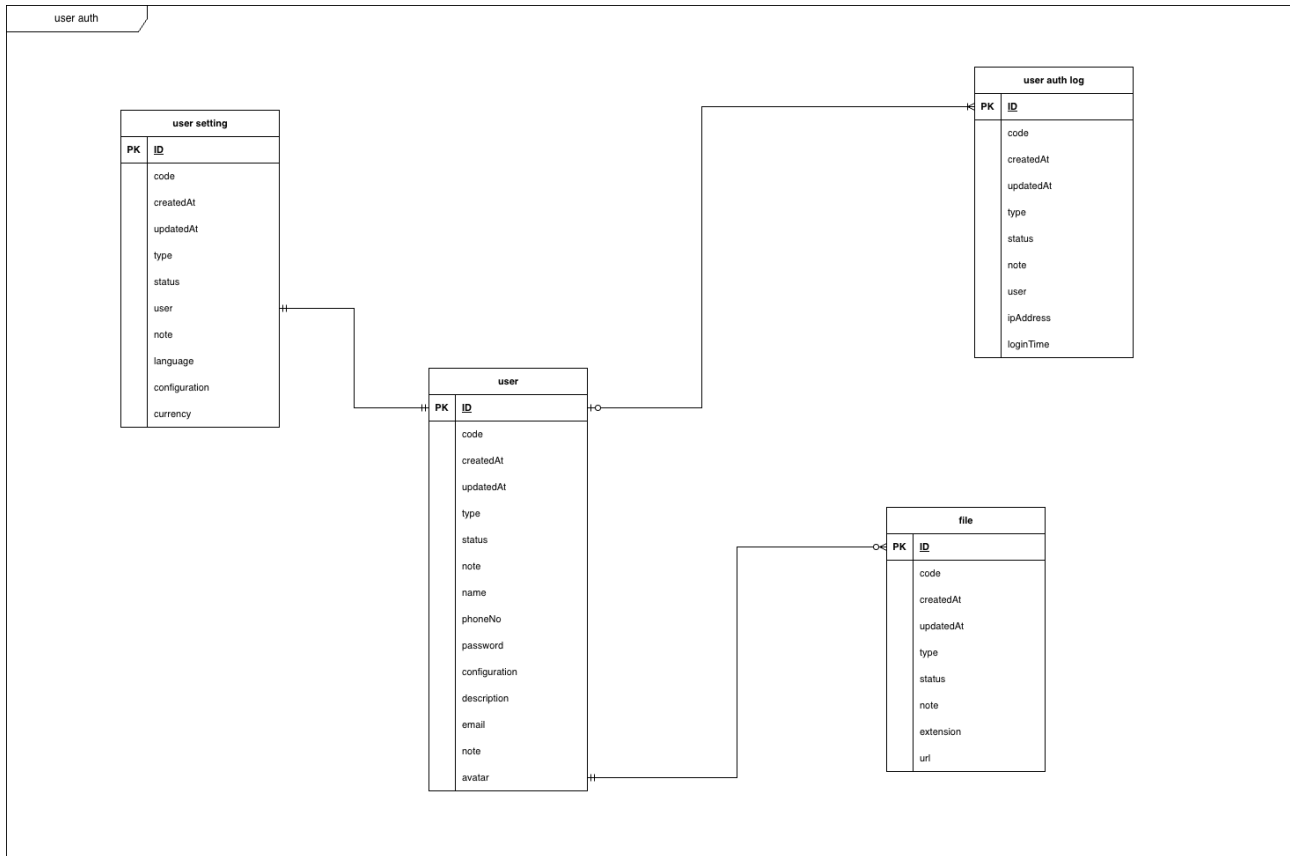 user auth
user setting
PK ID
code
createdAt
updatedAt
type
status
user
note
language
configuration
currency
user
PK ID
code
createdAt
updatedAt
type
status
note
name
phoneNo
password
configuration
description
email
note
avatar
user auth log
PK ID
code
createdAt
updatedAt
type
status
note
user
ipAddress
loginTime
file
PK ID
code
createdAt
updatedAt
type
status
note
extension
url